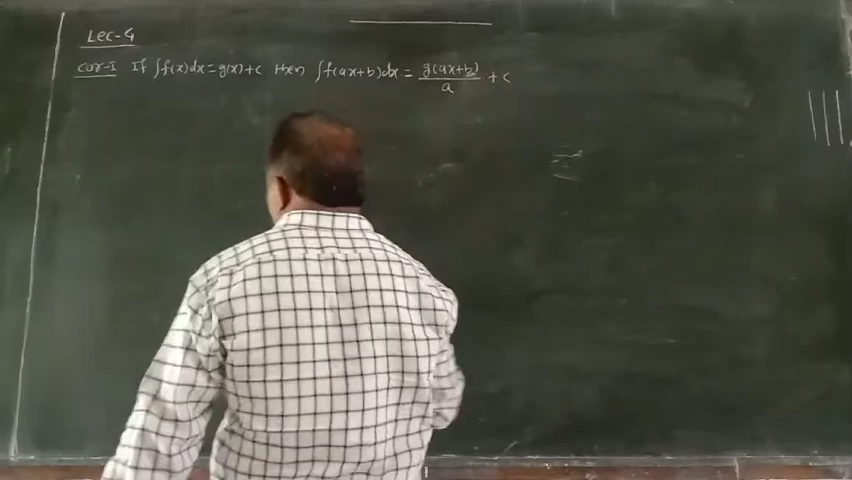 Lec-4
Cor-I If ∫f(x)dx = g(x)+c then ∫f(ax+b)dx = g(ax+b)/a + c